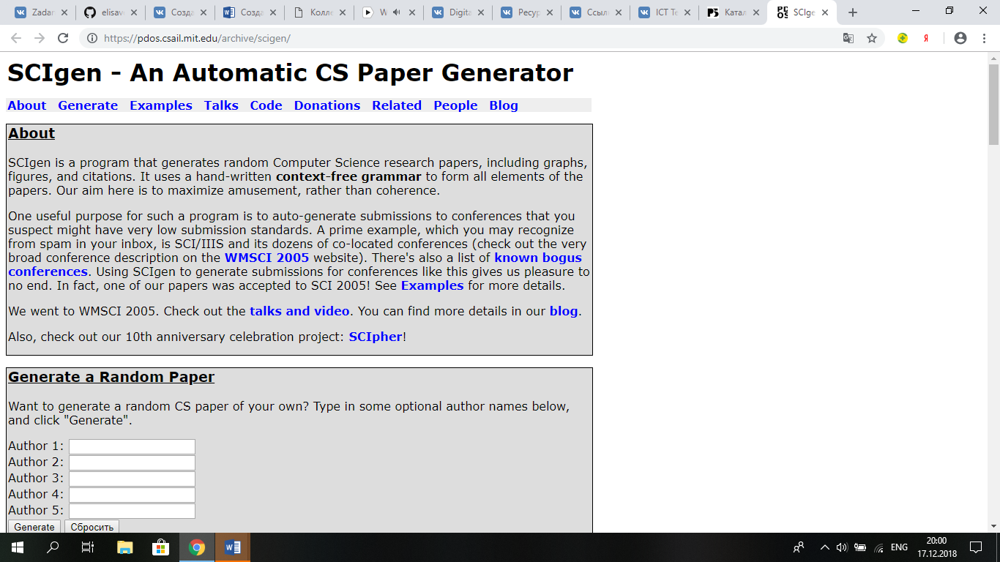 Zadan
elisave
Созда
Созда
Колле
W
Digita
Ресур
Ссыл
ICT Te
Катал
SCIge
https://pdos.csail.mit.edu/archive/scigen/
SCIgen - An Automatic CS Paper Generator
About Generate Examples Talks Code Donations Related People Blog
About
SCIgen is a program that generates random Computer Science research papers, including graphs,
figures, and citations. It uses a hand-written context-free grammar to form all elements of the
papers. Our aim here is to maximize amusement, rather than coherence.
One useful purpose for such a program is to auto-generate submissions to conferences that you
suspect might have very low submission standards. A prime example, which you may recognize
from spam in your inbox, is SCI/IIIS and its dozens of co-located conferences (check out the very
broad conference description on the WMSCI 2005 website). There's also a list of known bogus
conferences. Using SCIgen to generate submissions for conferences like this gives us pleasure to
no end. In fact, one of our papers was accepted to SCI 2005! See Examples for more details.
We went to WMSCI 2005. Check out the talks and video. You can find more details in our blog.
Also, check out our 10th anniversary celebration project: SCIpher!
Generate a Random Paper
Want to generate a random CS paper of your own? Type in some optional author names below,
and click "Generate".
Author 1:
Author 2:
Author 3:
Author 4:
Author 5:
Generate Сбросить
ENG
20:00
17.12.2018